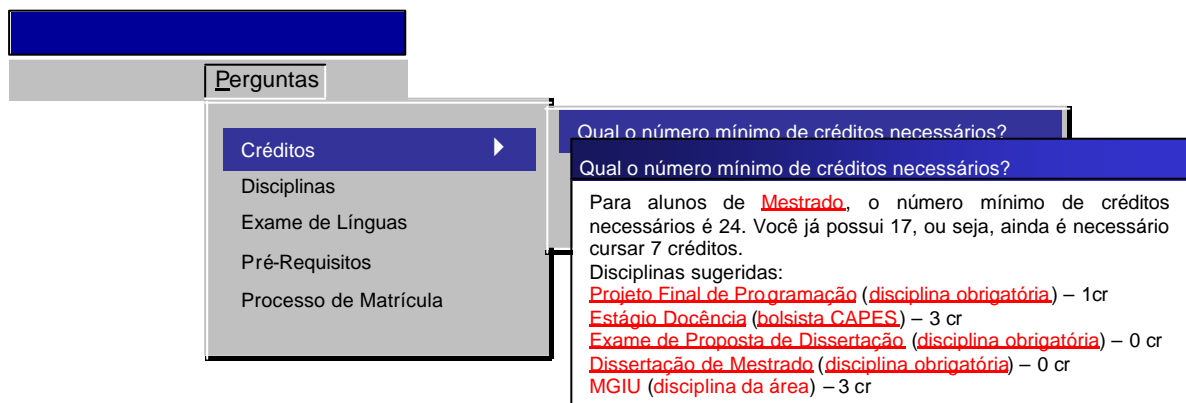 Perguntas
Créditos
Disciplinas
Exame de Línguas
Pré-Requisitos
Processo de Matrícula
Qual o número mínimo de créditos necessários?
Qual o número mínimo de créditos necessários?
Para alunos de Mestrado, o número mínimo de créditos
necessários é 24. Você já possui 17, ou seja, ainda é necessário
cursar 7 créditos.
Disciplinas sugeridas:
Projeto Final de Programação (disciplina obrigatória) – 1cr
Estágio Docência (bolsista CAPES) – 3 cr
Exame de Proposta de Dissertação (disciplina obrigatória) – 0 cr
Dissertação de Mestrado (disciplina obrigatória) – 0 cr
MGIU (disciplina da área) – 3 cr